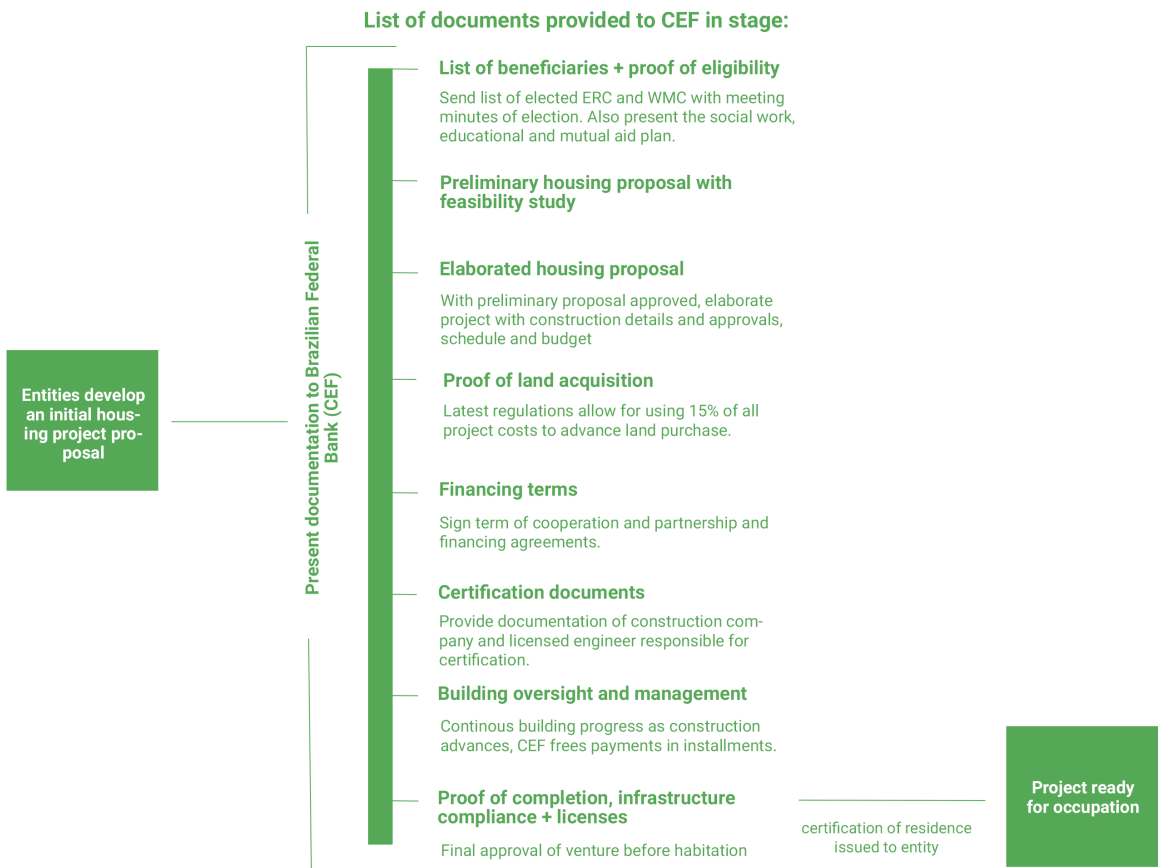 List of documents provided to CEF in stage:
Entities develop
an initial hous-
ing project pro-
posal
Present documentation to Brazilian Federal
Bank (CEF)
List of beneficiaries + proof of eligibility
Send list of elected ERC and WMC with meeting
minutes of election. Also present the social work,
educational and mutual aid plan.
Preliminary housing proposal with
feasibility study
Elaborated housing proposal
With preliminary proposal approved, elaborate
project with construction details and approvals,
schedule and budget
Proof of land acquisition
Latest regulations allow for using 15% of all
project costs to advance land purchase.
Financing terms
Sign term of cooperation and partnership and
financing agreements.
Certification documents
Provide documentation of construction com-
pany and licensed engineer responsible for
certification.
Building oversight and management
Continous building progress as construction
advances, CEF frees payments in installments.
Proof of completion, infrastructure
compliance + licenses
Final approval of venture before habitation
certification of residence
issued to entity
Project ready
for occupation